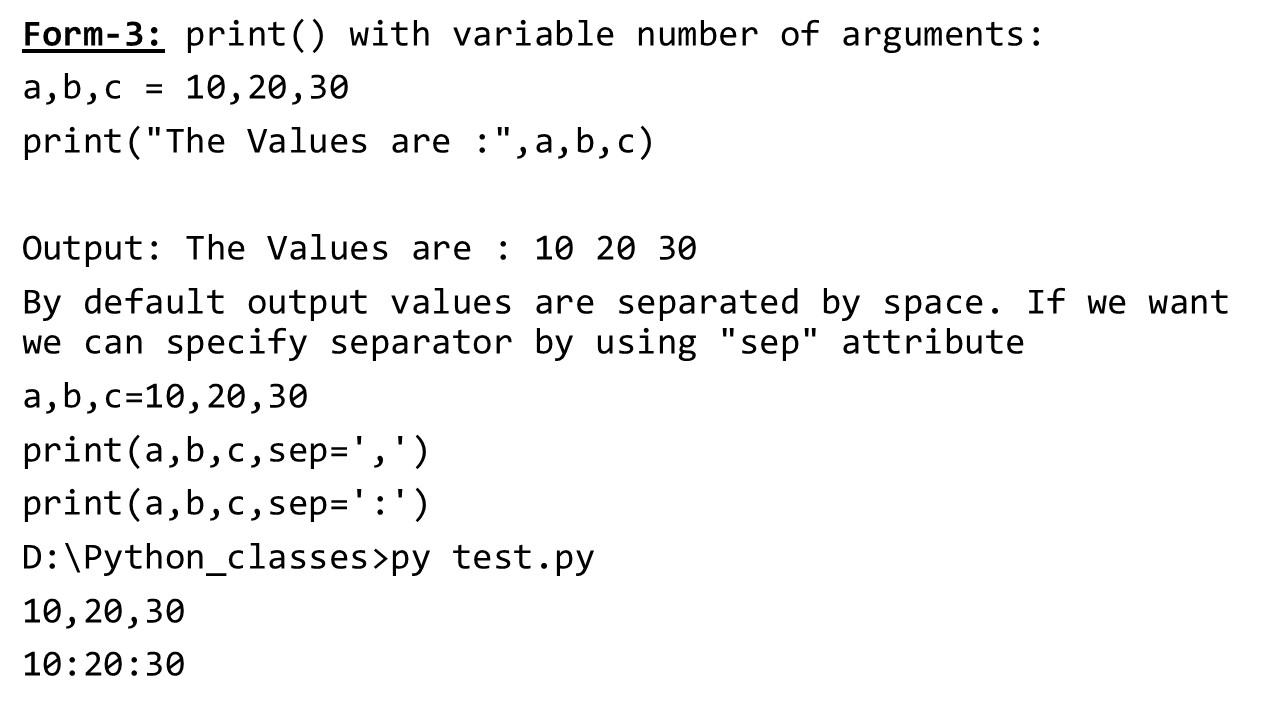 Form-3: print() with variable number of arguments:
a,b,c = 10,20,30
print("The Values are :",a,b,c)
Output: The Values are : 10 20 30
By default output values are separated by space. If we want
we can specify separator by using "sep" attribute
a,b,c=10,20,30
print(a,b,c,sep=',')
print(a,b,c,sep=':')
D:\Python_classes>py test.py
10,20,30
10:20:30